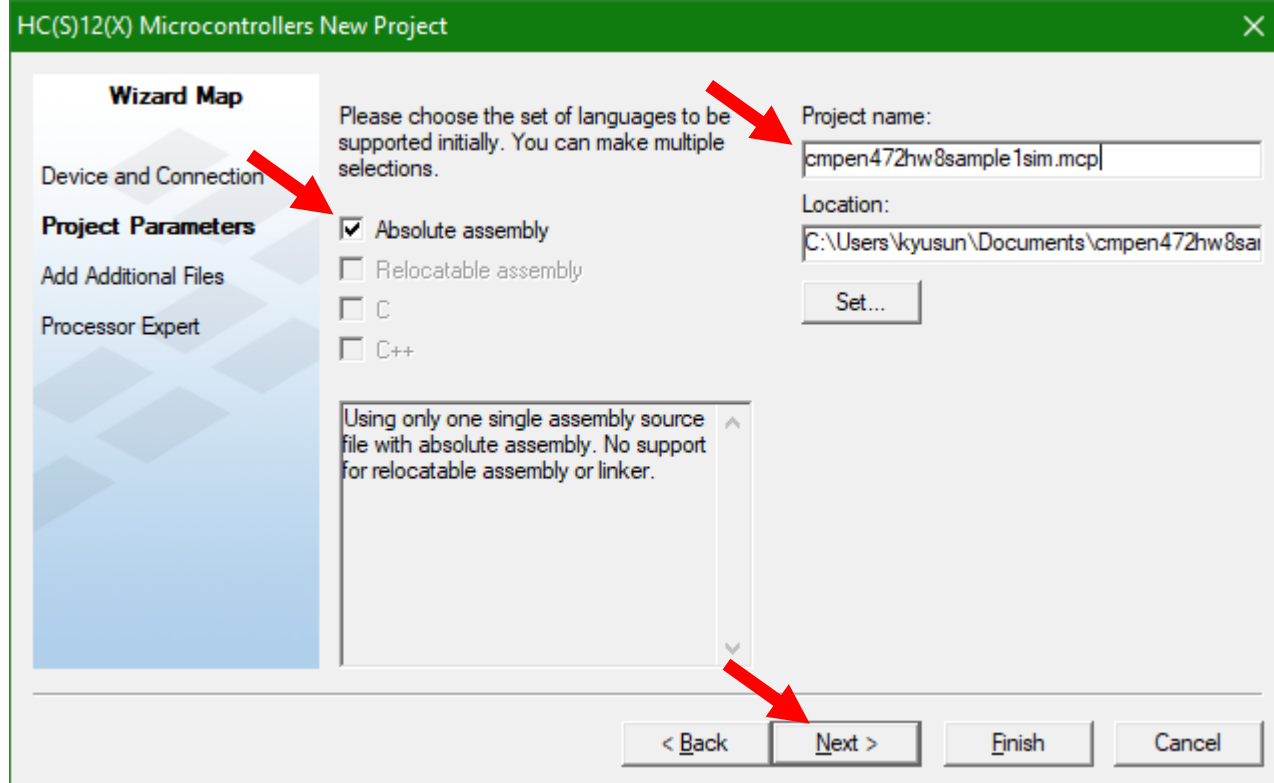 HC(S)12(X) Microcontrollers New Project
Wizard Map
Device and Connection
Project Parameters
Add Additional Files
Processor Expert
Please choose the set of languages to be
supported initially. You can make multiple
selections.
Absolute assembly
Relocatable assembly
C
C++
Using only one single assembly source
file with absolute assembly. No support
for relocatable assembly or linker.
Project name:
cmpen472hw8sample1sim.mcp
Location:
C:\Users\kyusun\Documents\cmpen472hw8sa
Set...
< Back
Next >
Finish
Cancel